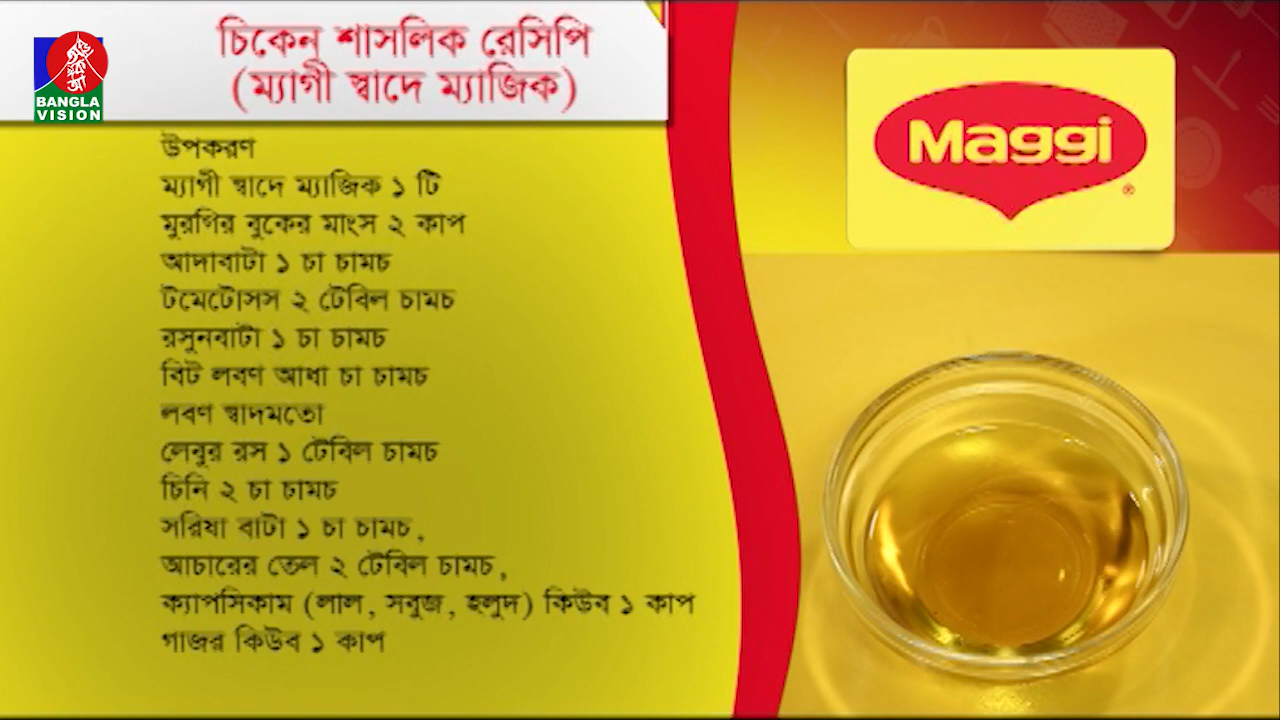 চিকেন শাসলিক রেসিপি
(ম্যাগী স্বাদে ম্যাজিক)
BANGLA
VISION
Maggi
®
উপকরণ
ম্যাগী স্বাদে ম্যাজিক ১ টি
মুরগির বুকের মাংস ২ কাপ
আদাবাটা ১ চা চামচ
টমেটোসস ২ টেবিল চামচ
রসুনবাটা ১ চা চামচ
বিট লবণ আধা চা চামচ
লবণ স্বাদমতো
লেবুর রস ১ টেবিল চামচ
চিনি ২ চা চামচ
সরিষা বাটা ১ চা চামচ,
আচারের তেল ২ টেবিল চামচ,
ক্যাপসিকাম (লাল, সবুজ, হলুদ) কিউব ১ কাপ
গাজর কিউব ১ কাপ